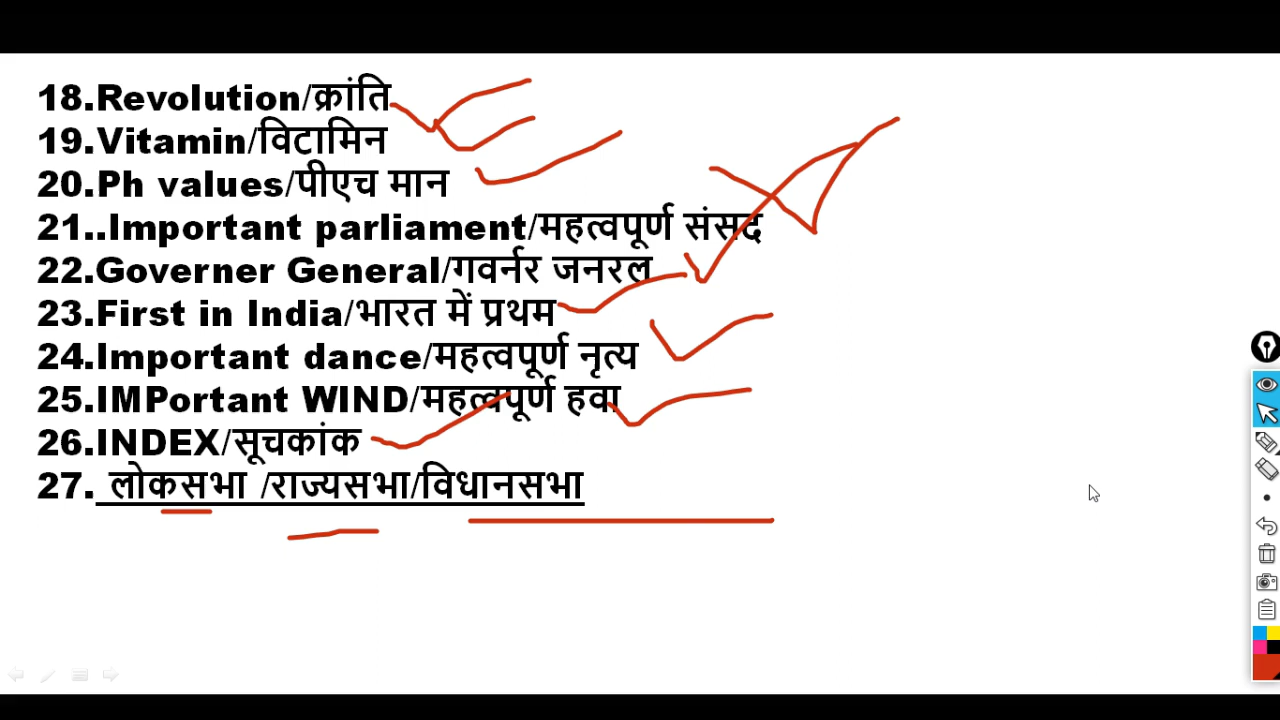 18.Revolution/क्रांति
19.Vitamin/विटामिन
20.Ph values/पीएच मान
21..Important parliament/महत्वपूर्ण संसद
22.Governer General/गवर्नर जनरल
23.First in India/भारत में प्रथम
24.Important dance/महत्वपूर्ण नृत्य
25.IMPortant WIND/महत्वपूर्ण हवा
26.INDEX/सूचकांक
27. लोकसभा /राज्यसभा/विधानसभा